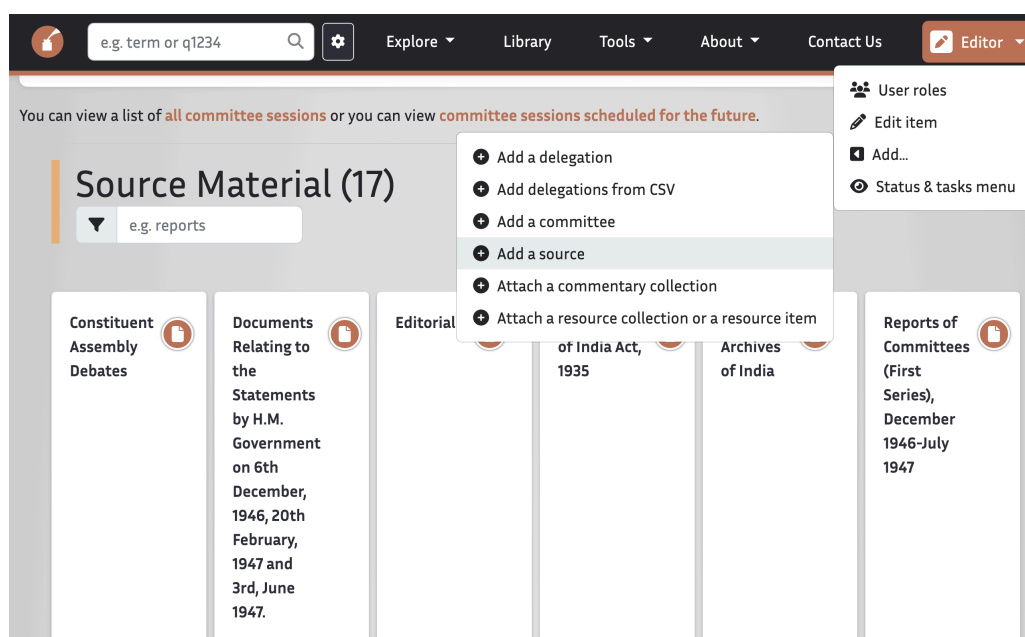 e.g. term or q1234
Explore
Library
Tools
About
Contact Us
Editor
User roles
Edit item
Add...
Status & tasks menu
You can view a list of all committee sessions or you can view committee sessions scheduled for the future.
Add a delegation
Add delegations from CSV
Add a committee
Add a source
Attach a commentary collection
Attach a resource collection or a resource item
Source Material (17)
e.g. reports
Constituent
Assembly
Debates
Documents
Relating to
the
Statements
by H.M.
Government
on 6th
December,
1946, 20th
February,
1947 and
3rd, June
1947.
Editorial
of India Act,
1935
Archives
of India
Reports of
Committees
(First
Series),
December
1946-July
1947